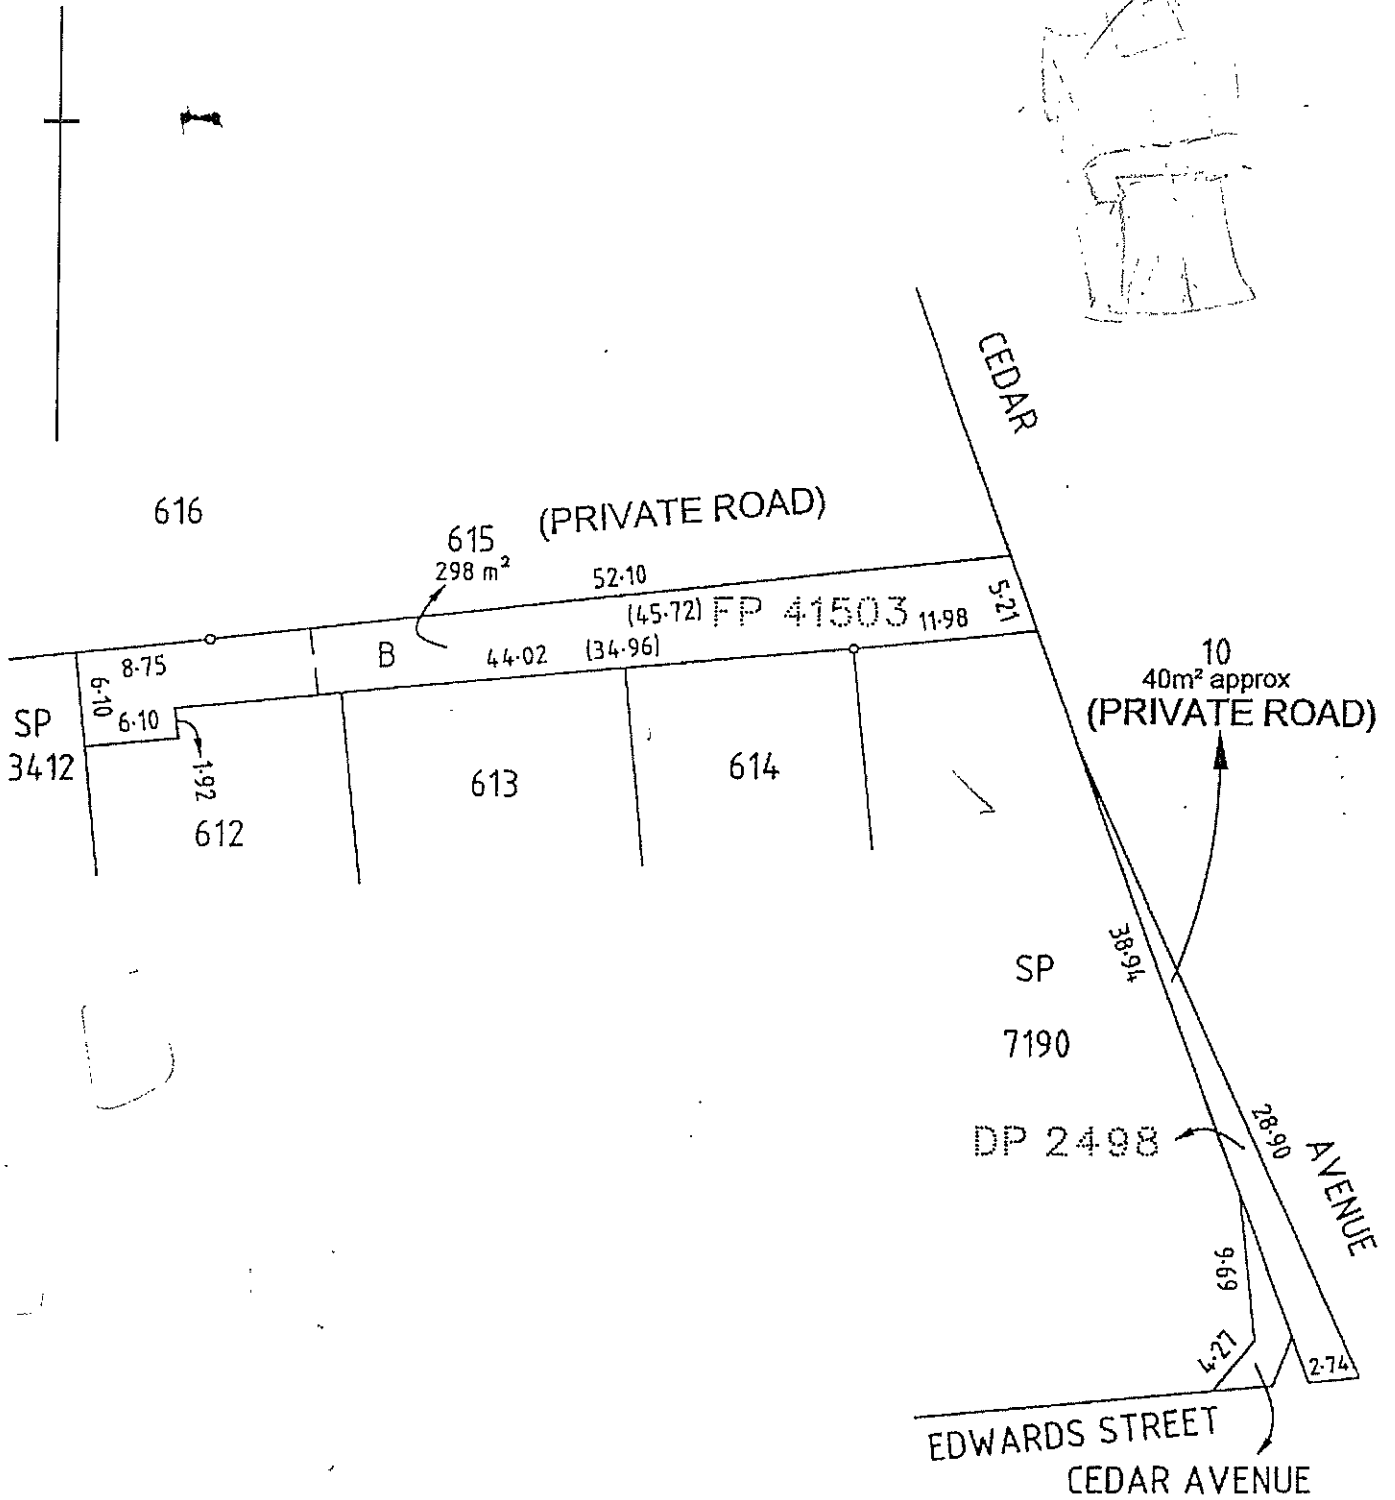 CEDAR
616
615
298 m²
(PRIVATE ROAD)
52·10
(45·72)
FP 41503
11·98
5·21
8·75
B
44·02
(34·96)
6·10
6·10
1·92
SP
3412
612
613
614
10
40m² approx
(PRIVATE ROAD)
38·94
SP
7190
DP 2498
28·90
AVENUE
9·69
4·27
2·74
EDWARDS STREET
CEDAR AVENUE